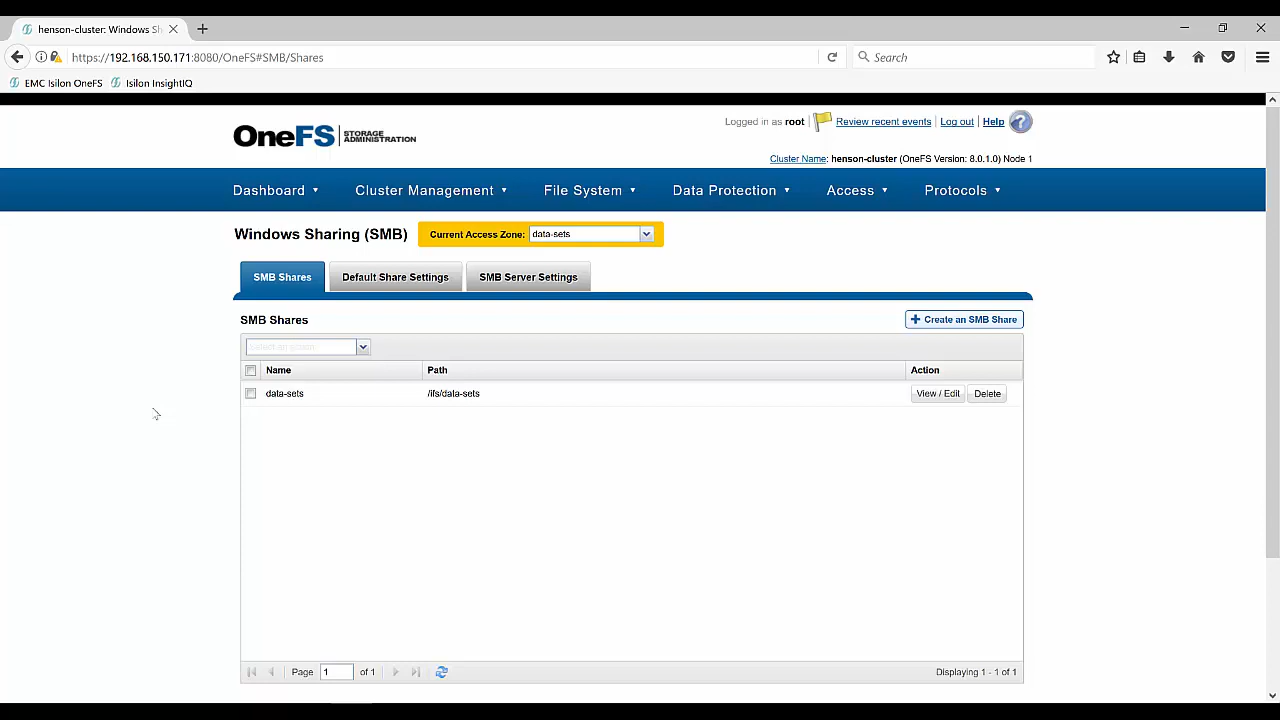 henson-cluster: Windows Sh
https://192.168.150.171:8080/OneFS#SMB/Shares
Search
EMC Isilon OneFS
Isilon InsightIQ
OneFS STORAGE ADMINISTRATION
Logged in as root
Review recent events
Log out
Help
Cluster Name: henson-cluster (OneFS Version: 8.0.1.0) Node 1
Dashboard
Cluster Management
File System
Data Protection
Access
Protocols
Windows Sharing (SMB)
Current Access Zone: data-sets
SMB Shares
Default Share Settings
SMB Server Settings
SMB Shares
Create an SMB Share
Select an action
Name
Path
Action
data-sets
/ifs/data-sets
View / Edit
Delete
Page 1 of 1
Displaying 1 - 1 of 1